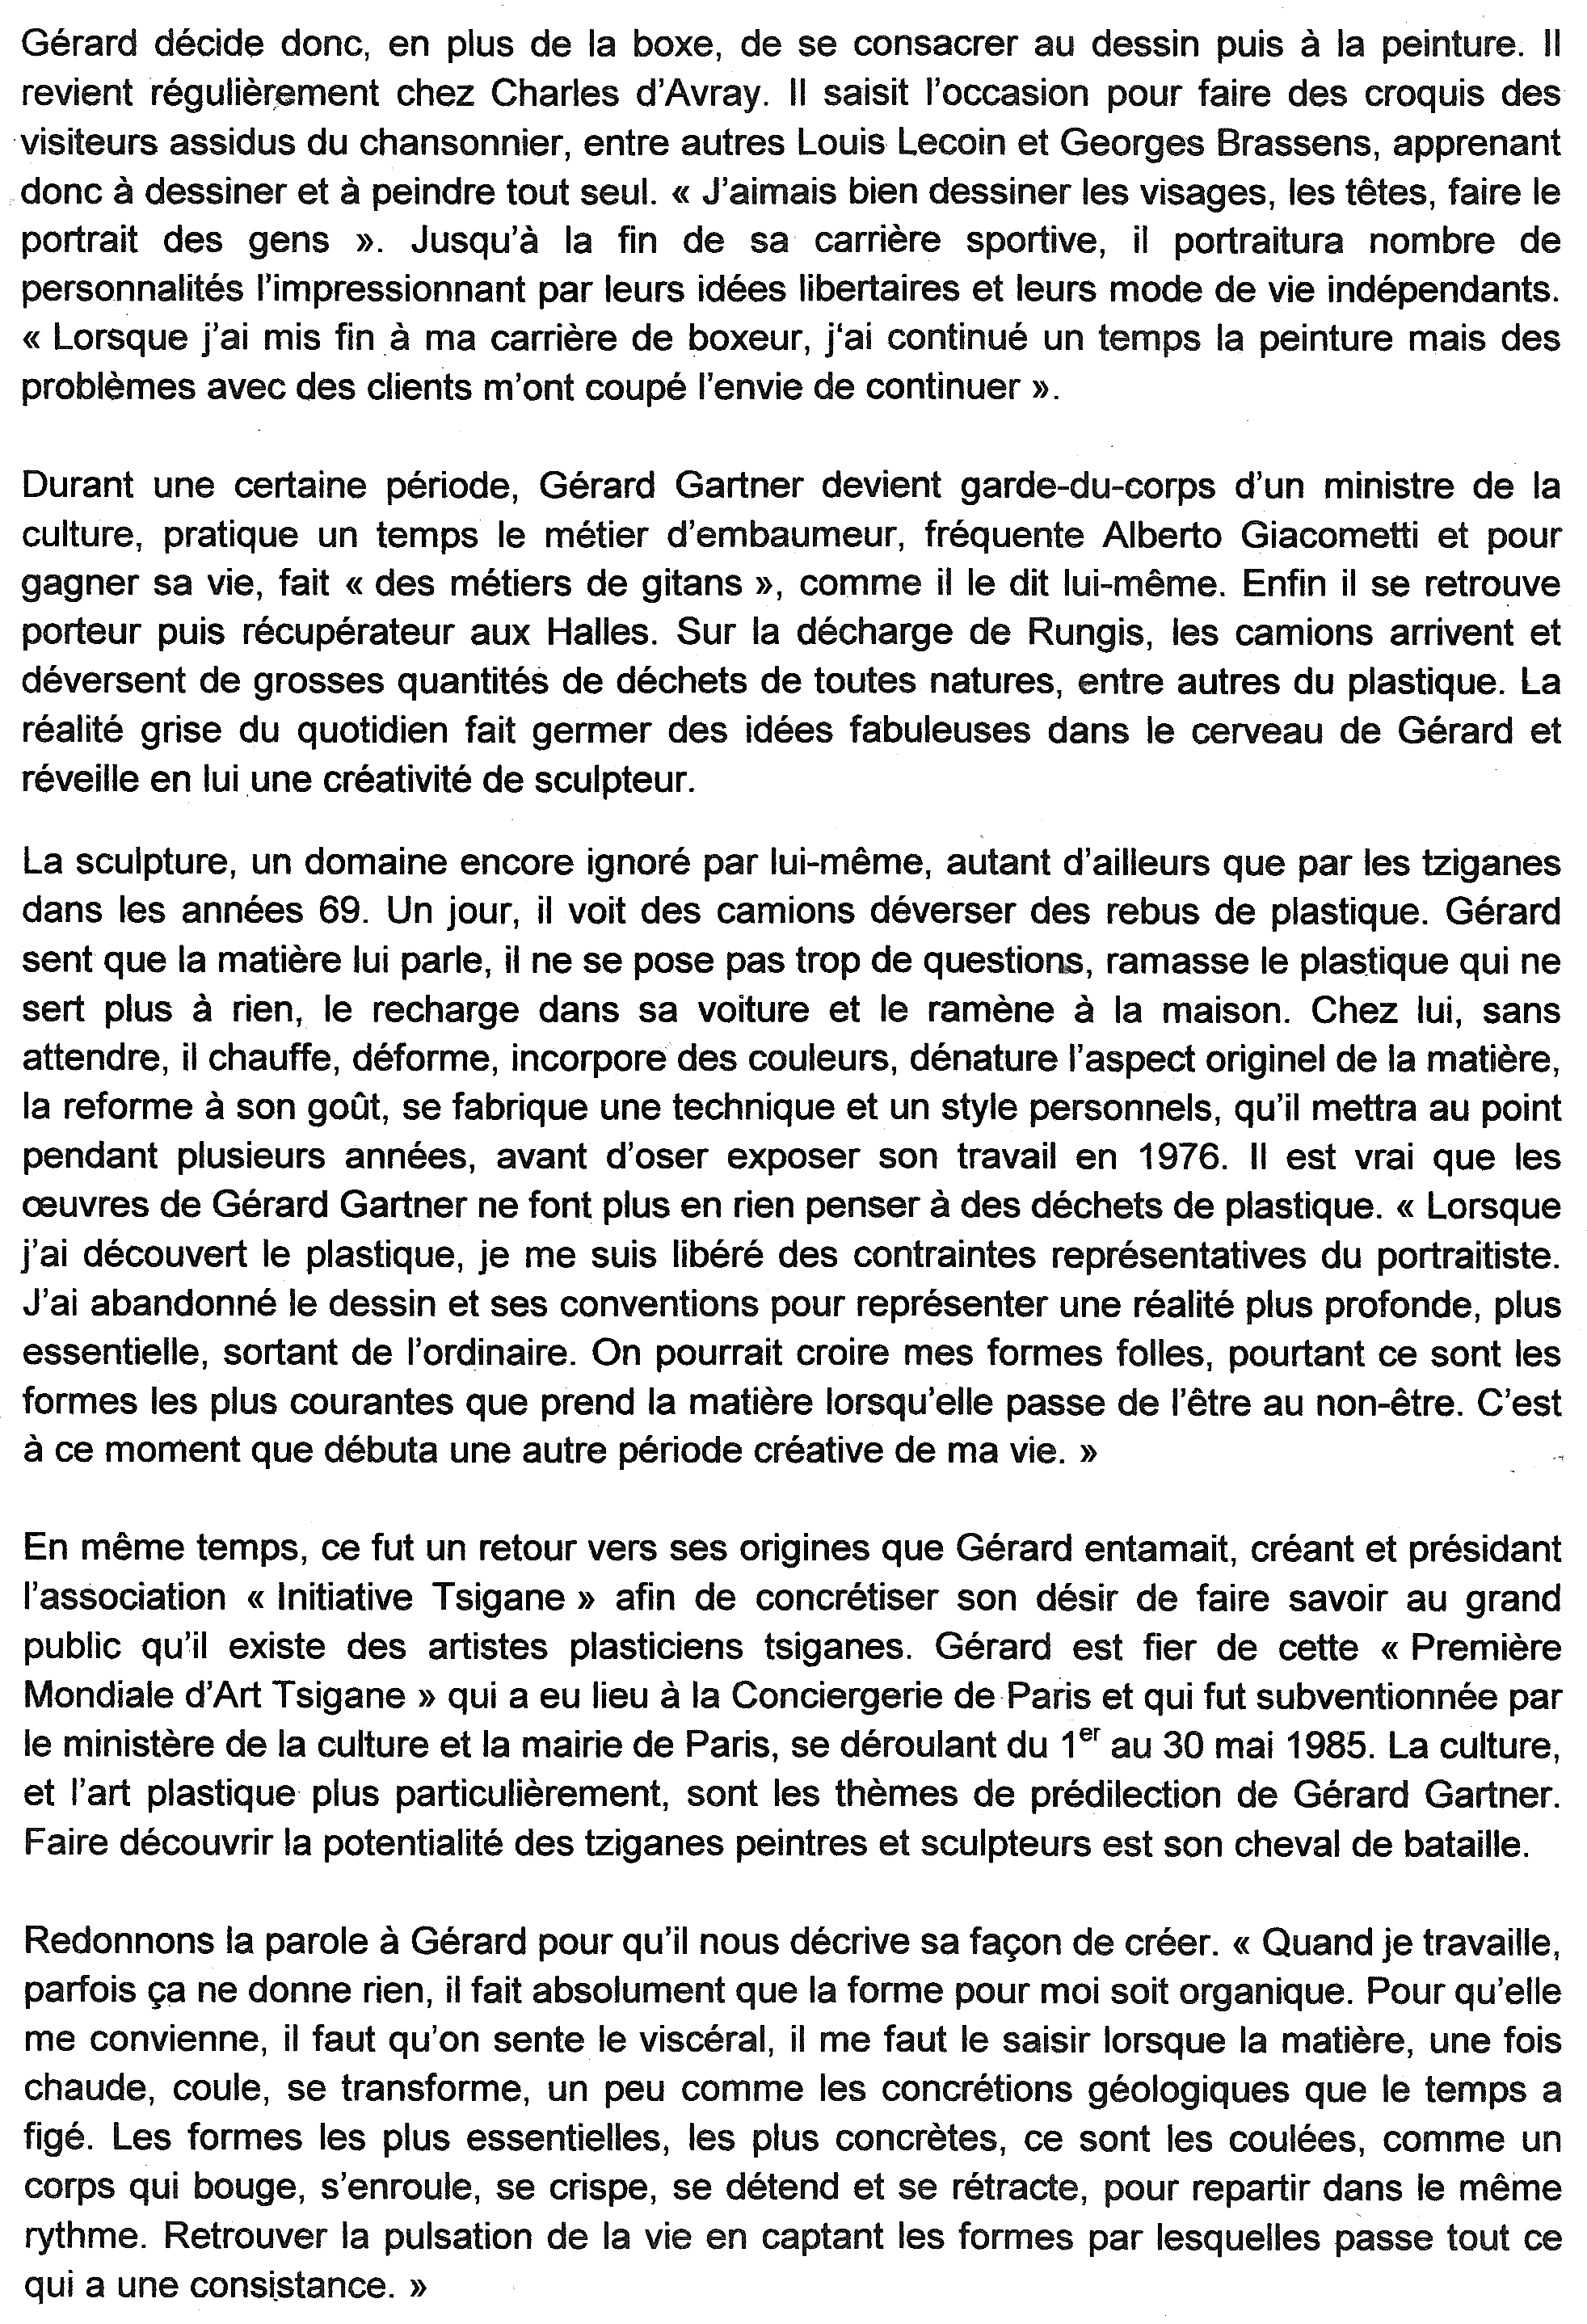 Gérard décide donc, en plus de la boxe, de se consacrer au dessin puis à la peinture. Il
revient régulièrement chez Charles d’Avray. Il saisit l’occasion pour faire des croquis des
visiteurs assidus du chansonnier, entre autres Louis Lecoin et Georges Brassens, apprenant
donc à dessiner et à peindre tout seul. « J’aimais bien dessiner les visages, les têtes, faire le
portrait des gens ». Jusqu’à la fin de sa carrière sportive, il portraitura nombre de
personnalités l’impressionnant par leurs idées libertaires et leurs mode de vie indépendants.
« Lorsque j’ai mis fin à ma carrière de boxeur, j‘ai continué un temps la peinture mais des
problèmes avec des clients m’ont coupé l’envie de continuer ».

Durant une certaine période, Gérard Gartner devient garde-du-corps d’un ministre de la
culture, pratique un temps le métier d’embaumeur, fréquente Alberto Giacometti et pour
gagner sa vie, fait « des métiers de gitans », comme il le dit lui-même. Enfin il se retrouve
porteur puis récupérateur aux Halles. Sur la décharge de Rungis, les camions arrivent et
déversent de grosses quantités de déchets de toutes natures, entre autres du plastique. La
réalité grise du quotidien fait germer des idées fabuleuses dans le cerveau de Gérard et
réveille en lui une créativité de sculpteur.

La sculpture, un domaine encore ignoré par lui-même, autant d’ailleurs que par les tziganes
dans les années 69. Un jour, il voit des camions déverser des rebus de plastique. Gérard
sent que la matière lui parle, il ne se pose pas trop de questions, ramasse le plastique qui ne
sert plus à rien, le recharge dans sa voiture et le ramène à la maison. Chez lui, sans
attendre, il chauffe, déforme, incorpore des couleurs, dénature l’aspect originel de la matière,
la reforme à son goût, se fabrique une technique et un style personnels, qu’il mettra au point
pendant plusieurs années, avant d’oser exposer son travail en 1976. Il est vrai que les
œuvres de Gérard Gartner ne font plus en rien penser à des déchets de plastique. « Lorsque
j’ai découvert le plastique, je me suis libéré des contraintes représentatives du portraitiste.
J’ai abandonné le dessin et ses conventions pour représenter une réalité plus profonde, plus
essentielle, sortant de l’ordinaire. On pourrait croire mes formes folles, pourtant ce sont les
formes les plus courantes que prend la matière lorsqu’elle passe de l’être au non-être. C’est
à ce moment que débuta une autre période créative de ma vie. »

En même temps, ce fut un retour vers ses origines que Gérard entamait, créant et présidant
l’association « Initiative Tsigane » afin de concrétiser son désir de faire savoir au grand
public qu’il existe des artistes plasticiens tsiganes. Gérard est fier de cette « Première
Mondiale d’Art Tsigane » qui a eu lieu à la Conciergerie de Paris et qui fut subventionnée par
le ministère de la culture et la mairie de Paris, se déroulant du 1er au 30 mai 1985. La culture,
et l’art plastique plus particulièrement, sont les thèmes de prédilection de Gérard Gartner.
Faire découvrir la potentialité des tziganes peintres et sculpteurs est son cheval de bataille.

Redonnons la parole à Gérard pour qu’il nous décrive sa façon de créer. « Quand je travaille,
parfois ça ne donne rien, il fait absolument que la forme pour moi soit organique. Pour qu’elle
me convienne, il faut qu’on sente le viscéral, il me faut le saisir lorsque la matière, une fois
chaude, coule, se transforme, un peu comme les concrétions géologiques que le temps a
figé. Les formes les plus essentielles, les plus concrètes, ce sont les coulées, comme un
corps qui bouge, s’enroule, se crispe, se détend et se rétracte, pour repartir dans le même
rythme. Retrouver la pulsation de la vie en captant les formes par lesquelles passe tout ce
qui a une consistance. »